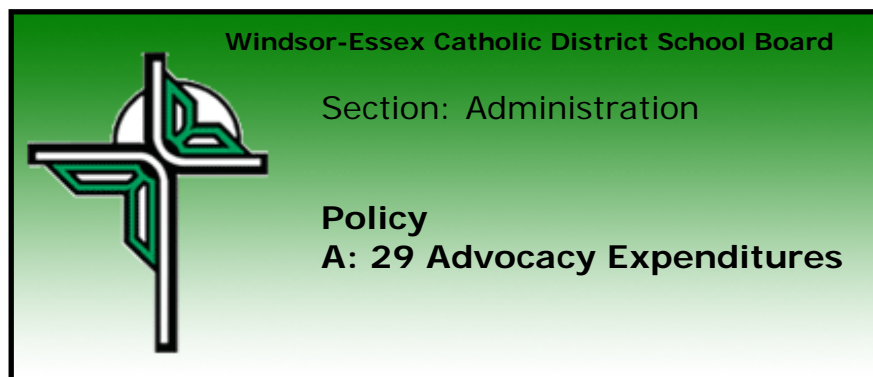 Windsor-Essex Catholic District School Board
Section: Administration
Policy
A: 29 Advocacy Expenditures